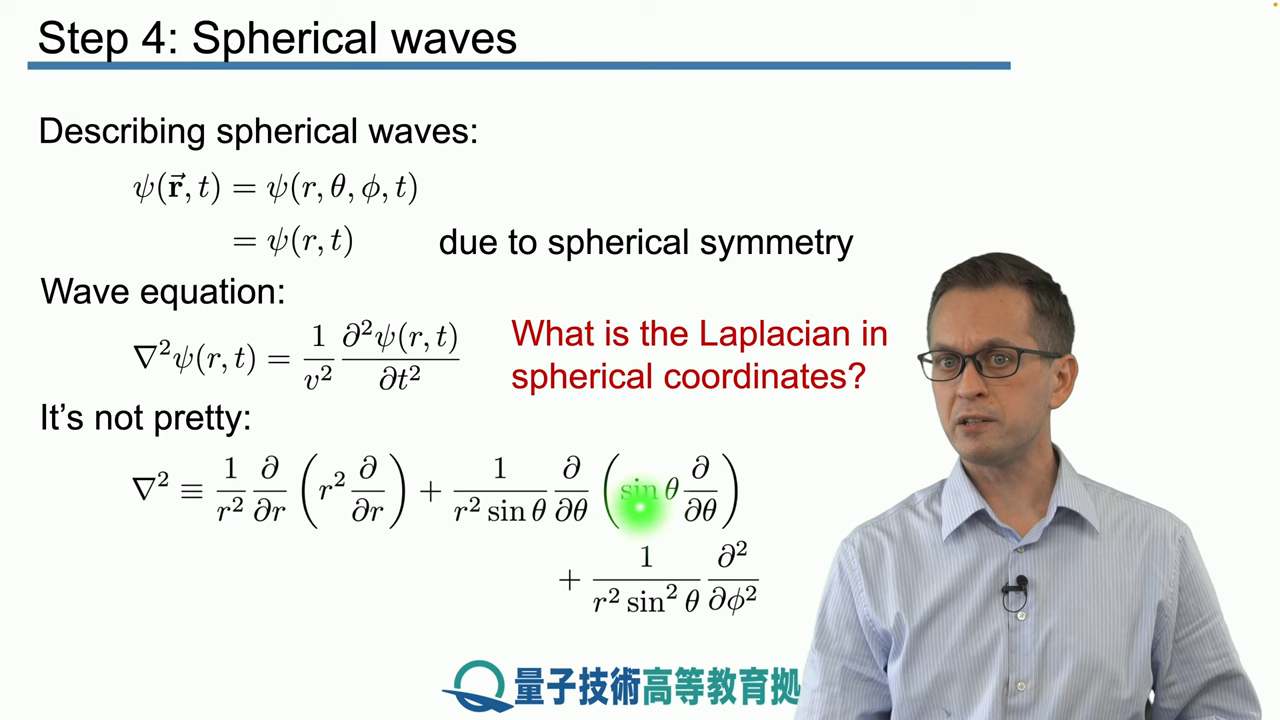 Step 4: Spherical waves
Describing spherical waves:
ψ(r⃗, t) = ψ(r, θ, ϕ, t)
= ψ(r, t) due to spherical symmetry
Wave equation:
∇²ψ(r, t) = 1/v² ∂²ψ(r, t)/∂t²
What is the Laplacian in
spherical coordinates?
It's not pretty:
∇² ≡ 1/r² ∂/∂r (r² ∂/∂r) + 1/(r² sin θ) ∂/∂θ (sin θ ∂/∂θ)
+ 1/(r² sin² θ) ∂²/∂ϕ²
量子技術高等教育拠